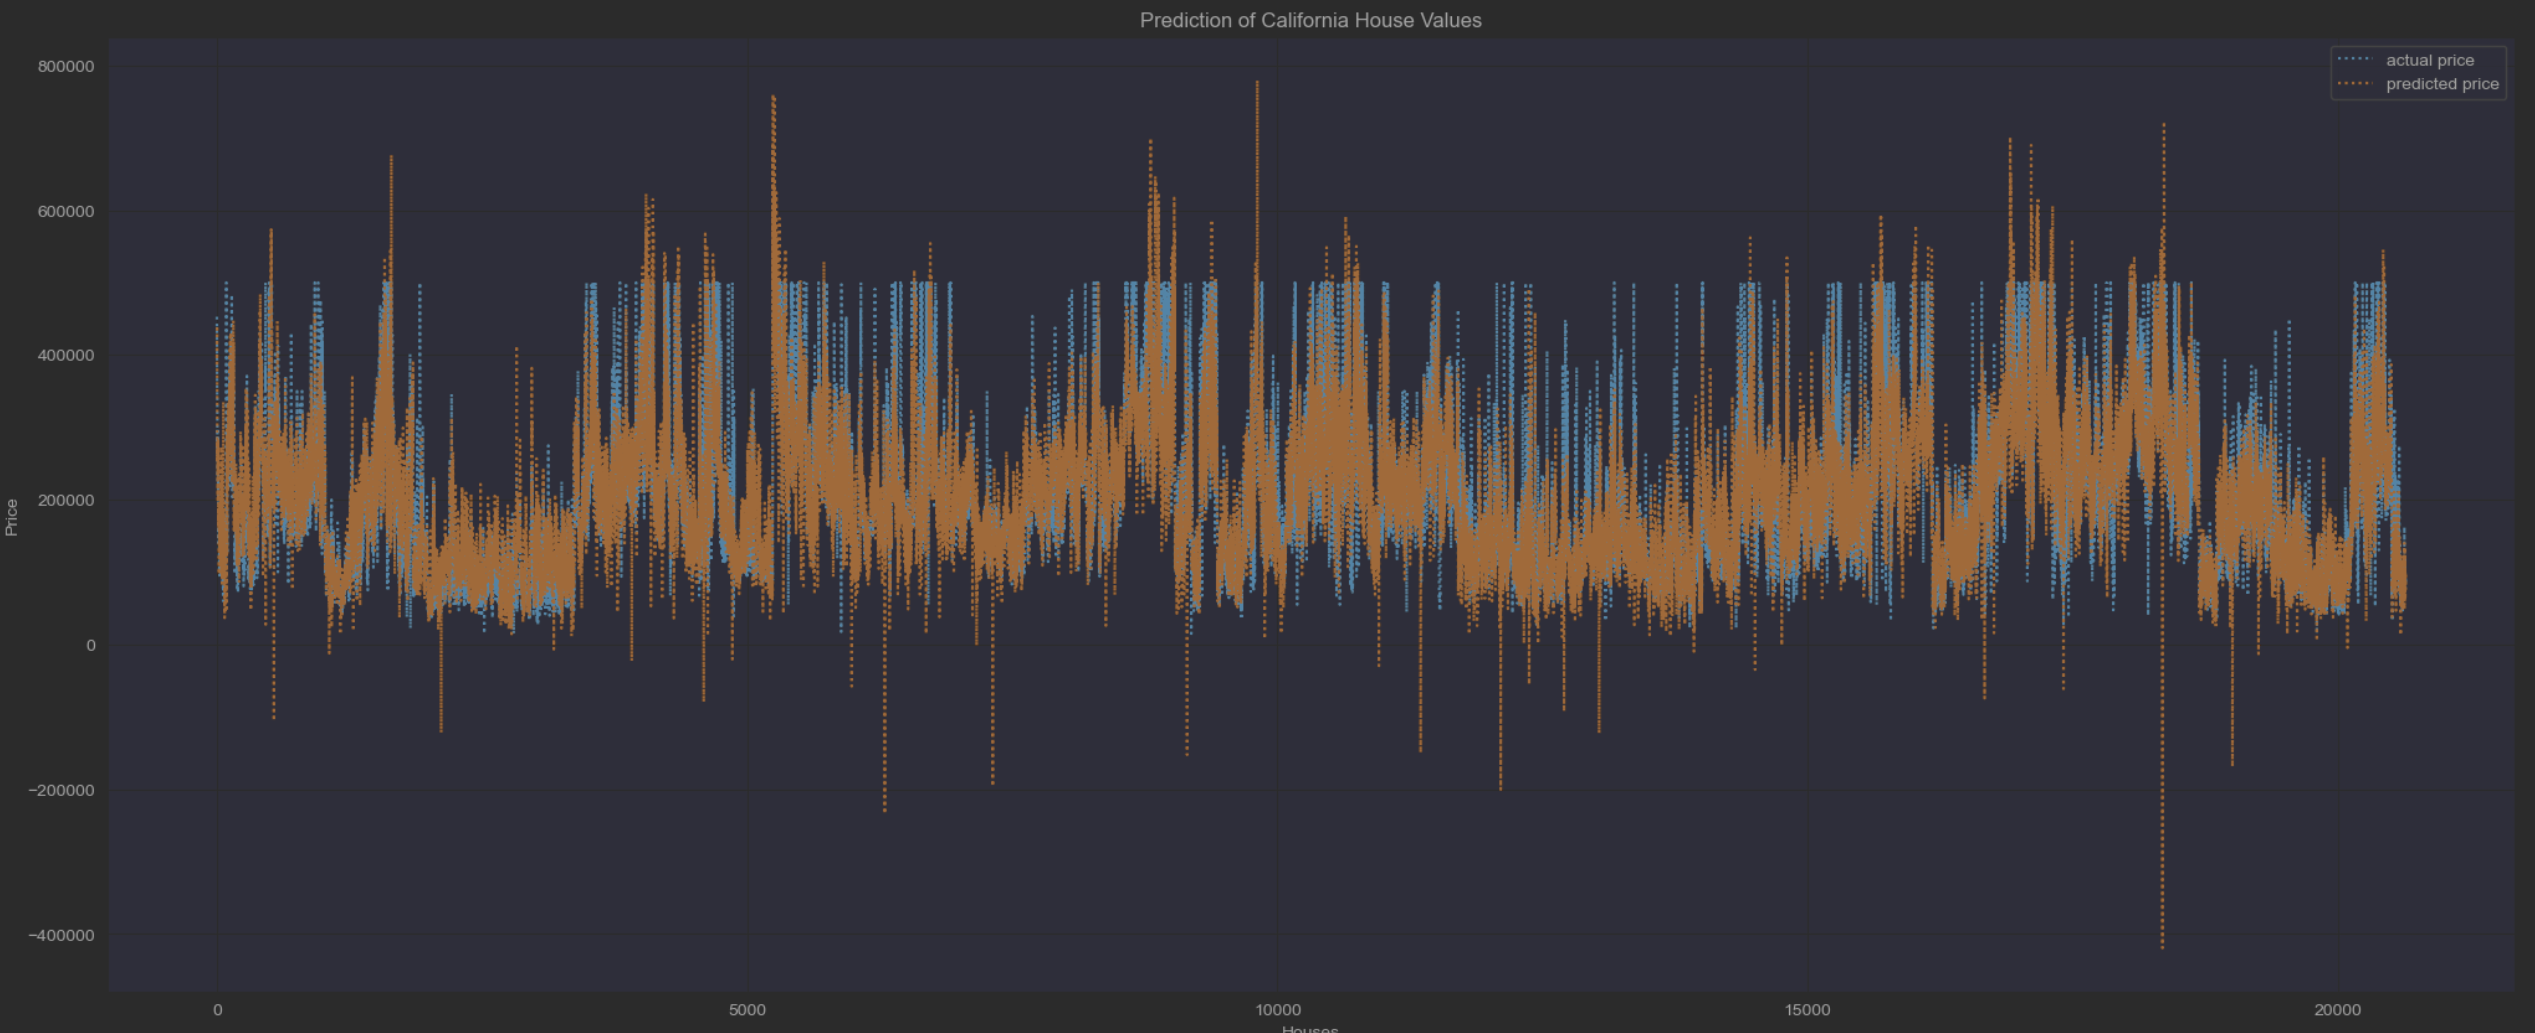 Prediction of California House Values
800000
600000
400000
200000
0
−200000
−400000
Price
actual price
predicted price
0
5000
10000
15000
20000
Houses